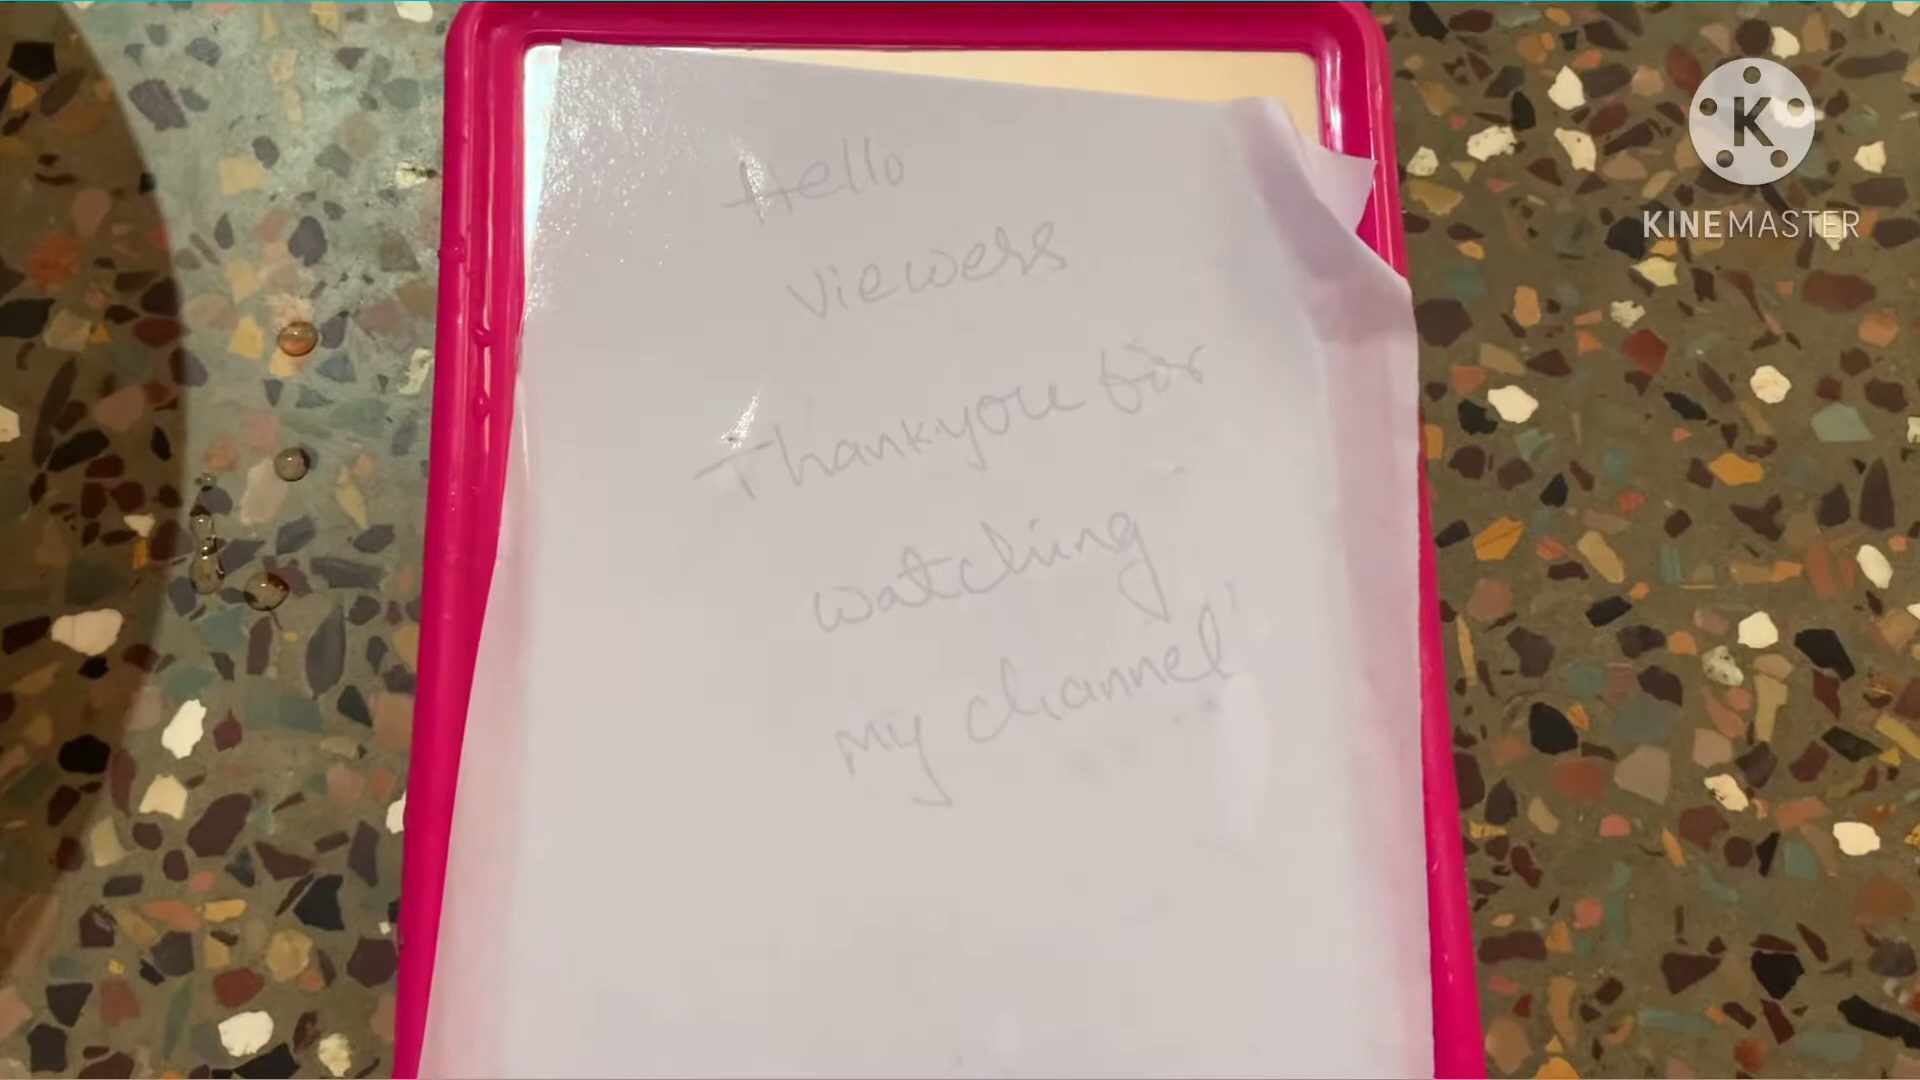 Hello
Viewers
Thankyou for
watching
my channel
K
KINEMASTER